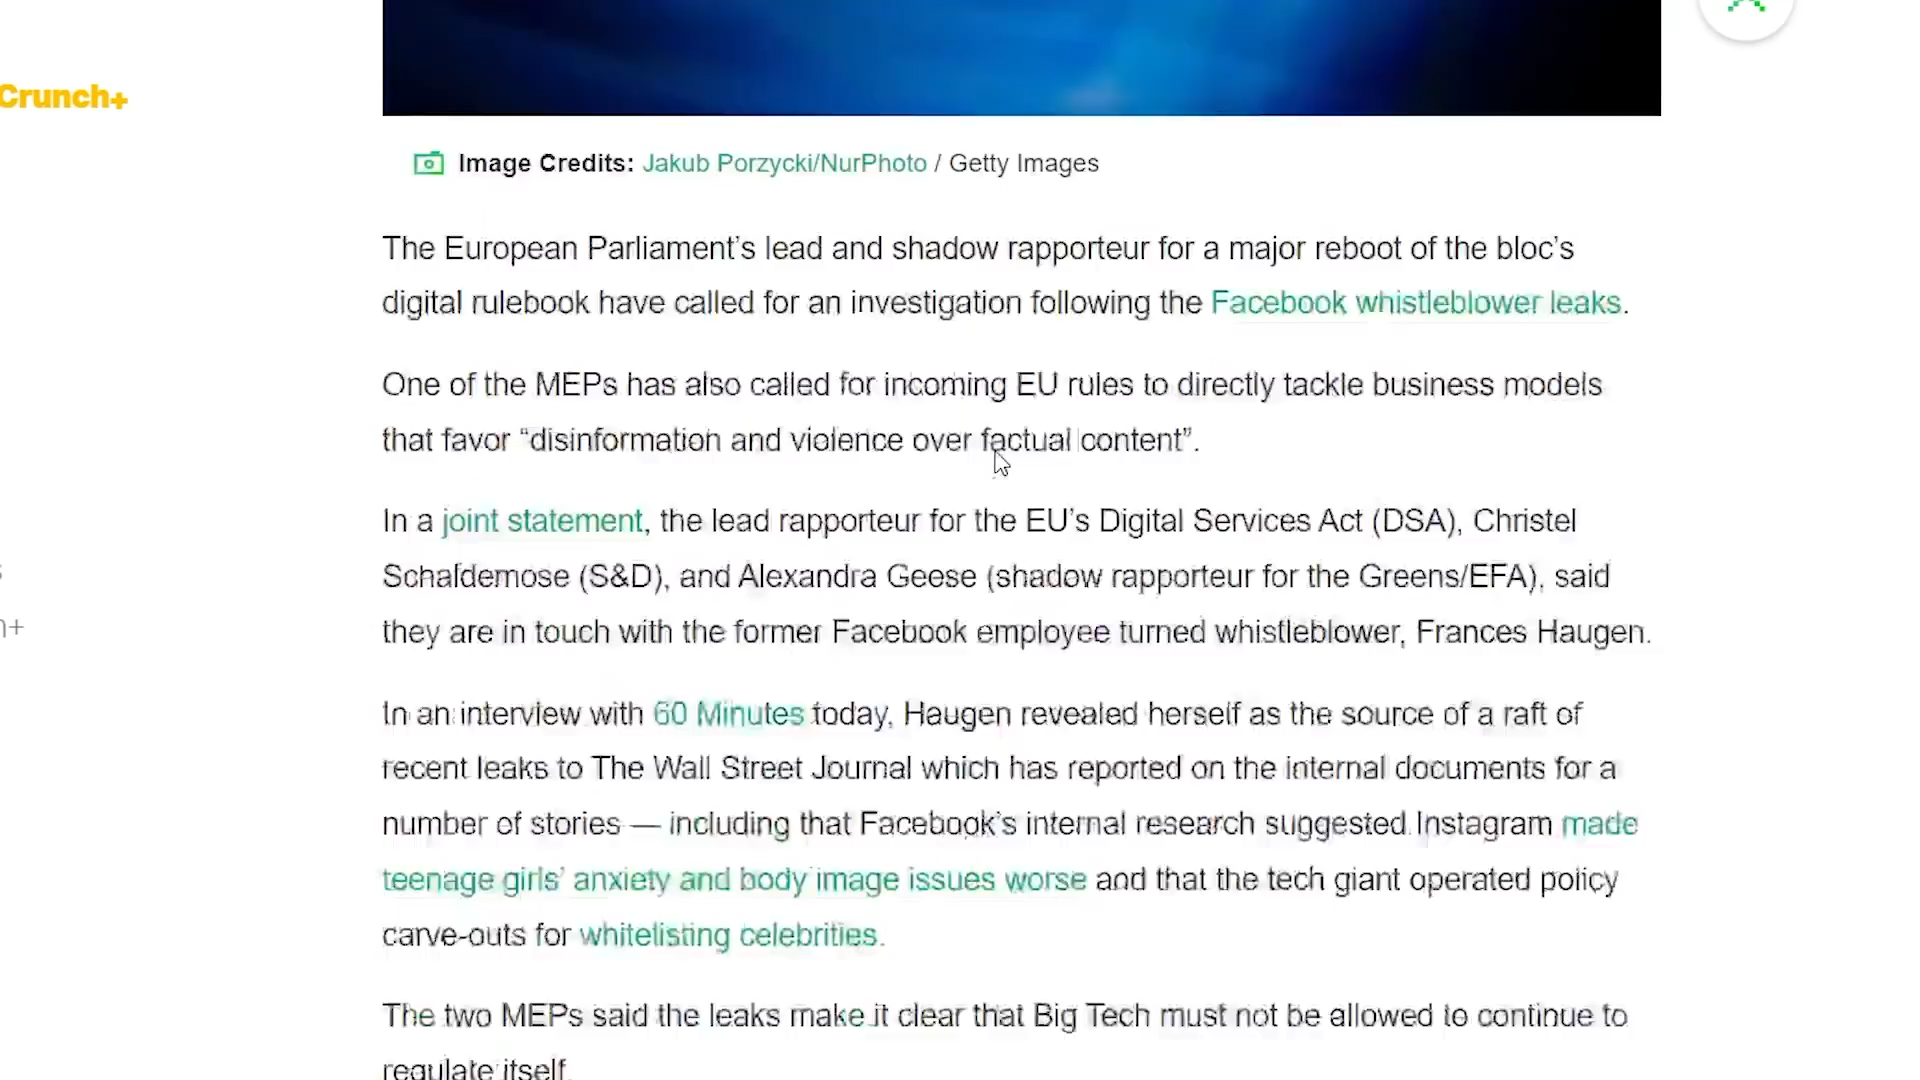 Crunch+
Image Credits: Jakub Porzycki/NurPhoto / Getty Images
The European Parliament’s lead and shadow rapporteur for a major reboot of the bloc’s
digital rulebook have called for an investigation following the Facebook whistleblower leaks.
One of the MEPs has also called for incoming EU rules to directly tackle business models
that favor “disinformation and violence over factual content”.
In a joint statement, the lead rapporteur for the EU’s Digital Services Act (DSA), Christel
Schaldemose (S&D), and Alexandra Geese (shadow rapporteur for the Greens/EFA), said
they are in touch with the former Facebook employee turned whistleblower, Frances Haugen.
In an interview with 60 Minutes today, Haugen revealed herself as the source of a raft of
recent leaks to The Wall Street Journal which has reported on the internal documents for a
number of stories — including that Facebook’s internal research suggested Instagram made
teenage girls’ anxiety and body image issues worse and that the tech giant operated policy
carve-outs for whitelisting celebrities.
The two MEPs said the leaks make it clear that Big Tech must not be allowed to continue to
regulate itself.